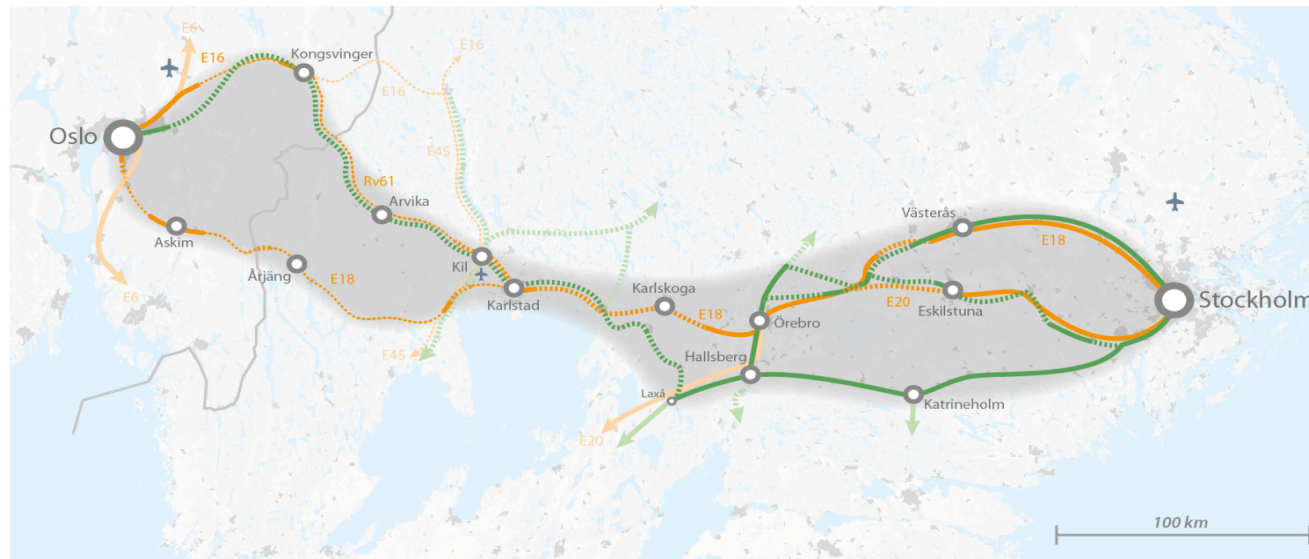 E6
E16
Kongsvinger
E16
E16
Oslo
E45
Rv61
Arvika
Västerås
Askim
E18
Kil
Årjäng
E18
Karlskoga
E20
Eskilstuna
Stockholm
Karlstad
E6
E18
Örebro
E45
Hallsberg
Laxå
Katrineholm
E20
100 km